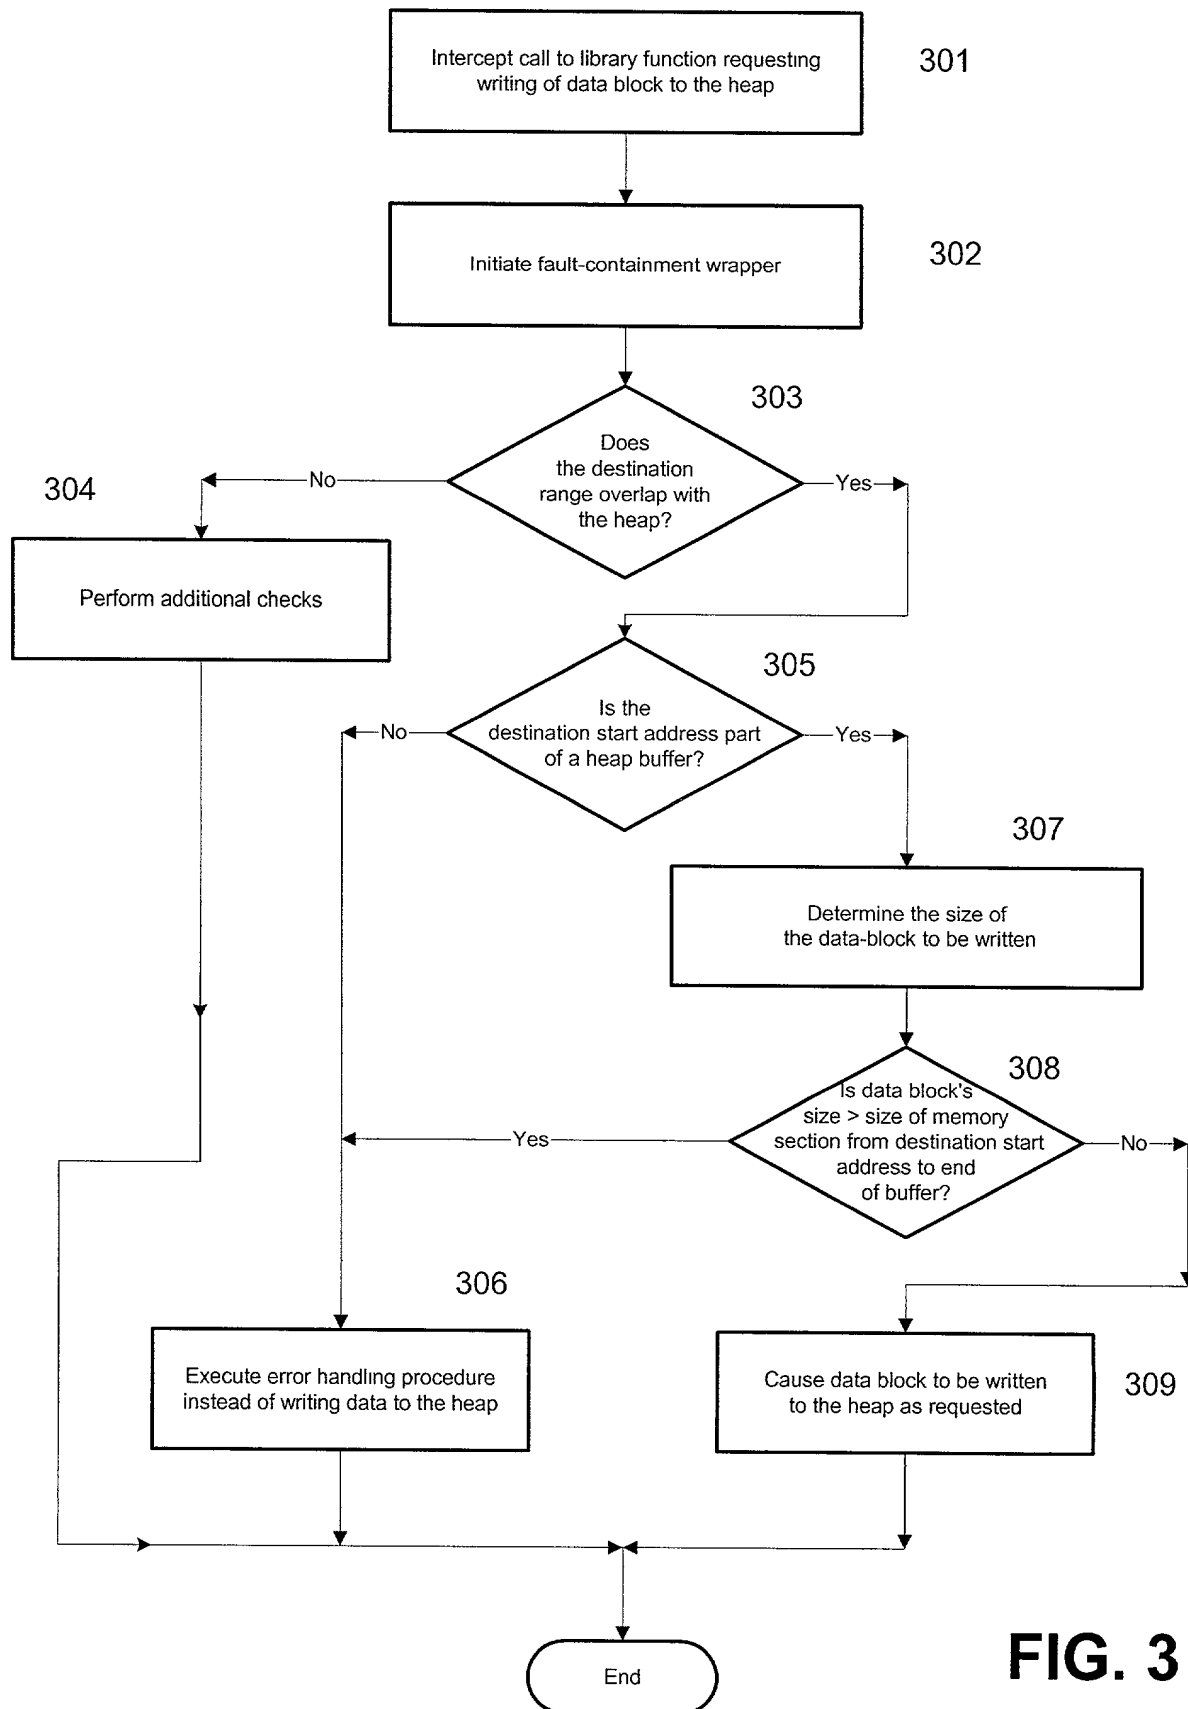 Intercept call to library function requesting
writing of data block to the heap
301
Initiate fault-containment wrapper
302
303
Does
the destination
range overlap with
the heap?
No
Yes
304
Perform additional checks
305
Is the
destination start address part
of a heap buffer?
No
Yes
307
Determine the size of
the data-block to be written
308
Is data block's
size > size of memory
section from destination start
address to end
of buffer?
Yes
No
306
Execute error handling procedure
instead of writing data to the heap
Cause data block to be written
to the heap as requested
309
End
FIG. 3